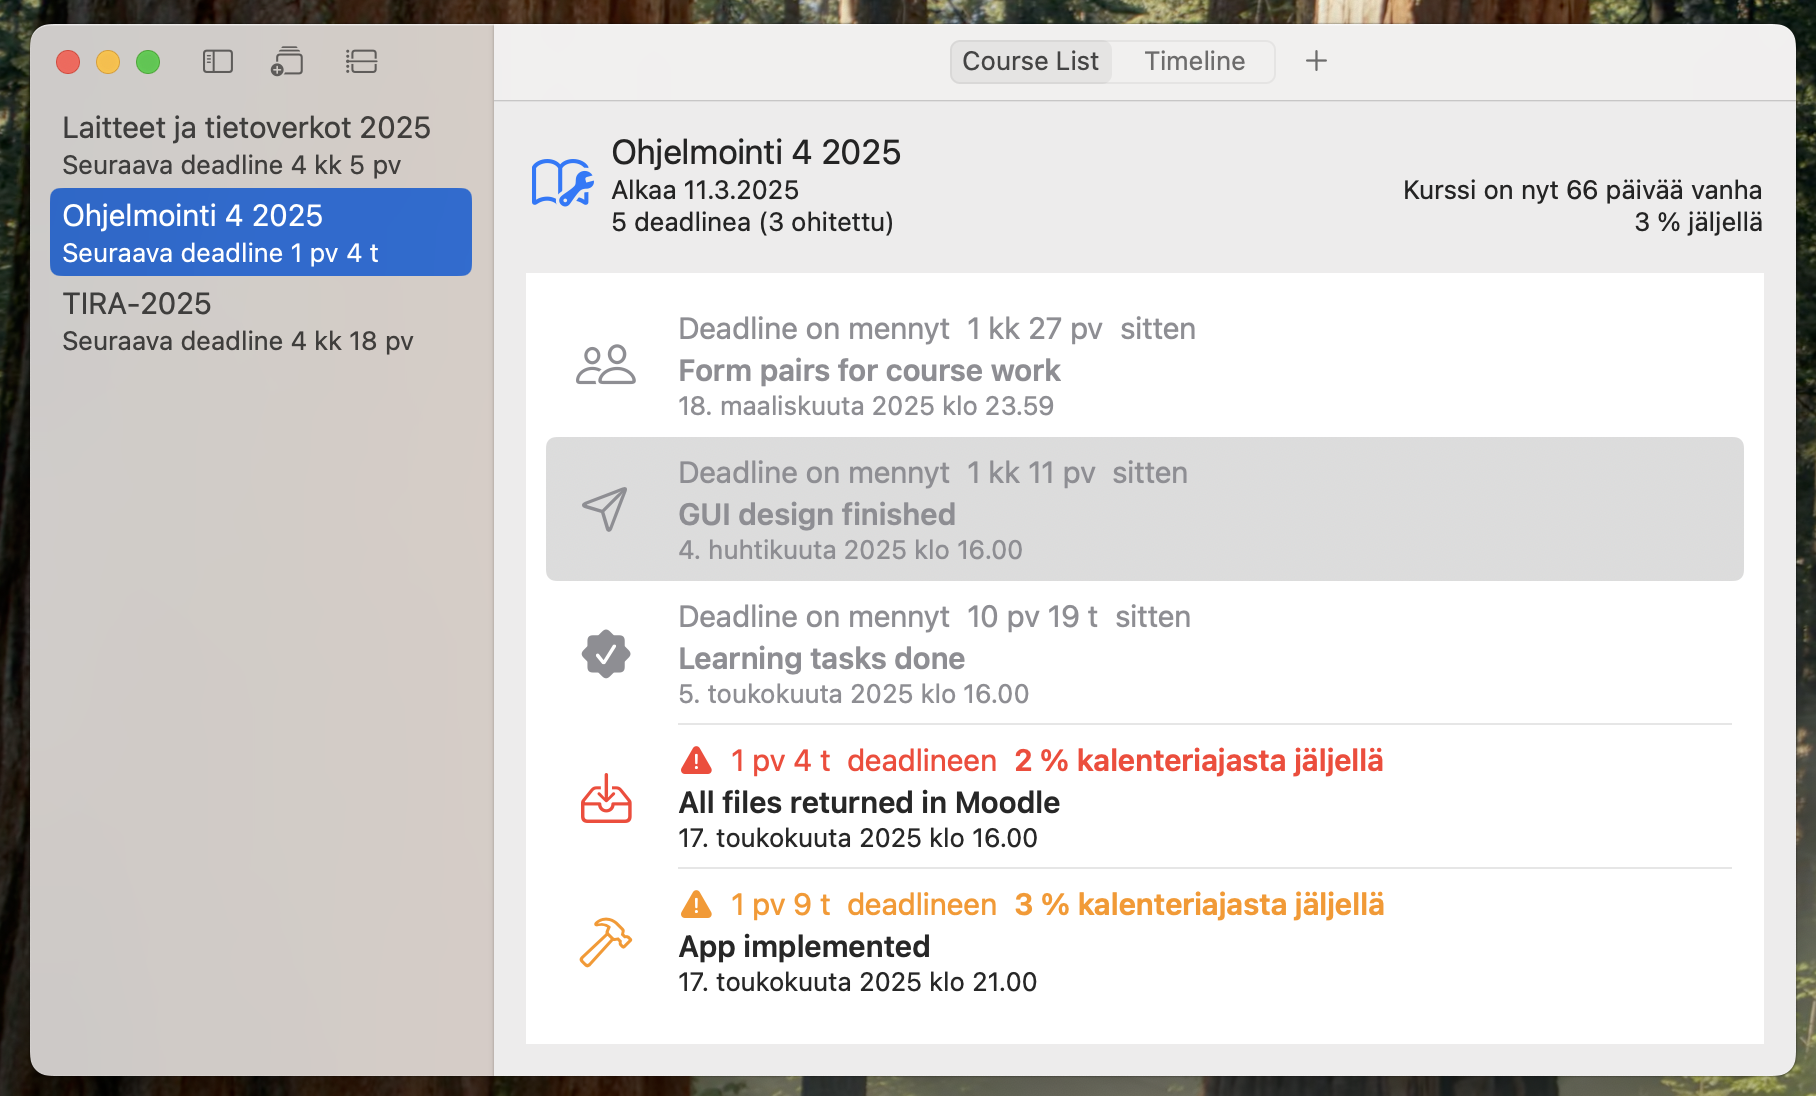 Course List
Timeline
Laitteet ja tietoverkot 2025
Seuraava deadline 4 kk 5 pv
Ohjelmointi 4 2025
Seuraava deadline 1 pv 4 t
TIRA-2025
Seuraava deadline 4 kk 18 pv
Ohjelmointi 4 2025
Alkaa 11.3.2025
5 deadlinea (3 ohitettu)
Kurssi on nyt 66 päivää vanha
3 % jäljellä
Deadline on mennyt 1 kk 27 pv sitten
Form pairs for course work
18. maaliskuuta 2025 klo 23.59
Deadline on mennyt 1 kk 11 pv sitten
GUI design finished
4. huhtikuuta 2025 klo 16.00
Deadline on mennyt 10 pv 19 t sitten
Learning tasks done
5. toukokuuta 2025 klo 16.00
1 pv 4 t deadlineen 2 % kalenteriajasta jäljellä
All files returned in Moodle
17. toukokuuta 2025 klo 16.00
1 pv 9 t deadlineen 3 % kalenteriajasta jäljellä
App implemented
17. toukokuuta 2025 klo 21.00